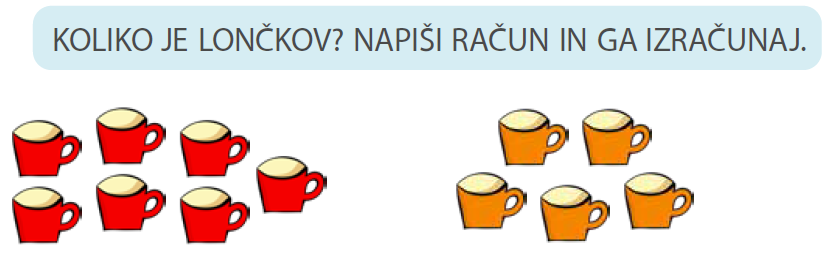 KOLIKO JE LONČKOV? NAPIŠI RAČUN IN GA IZRAČUNAJ.